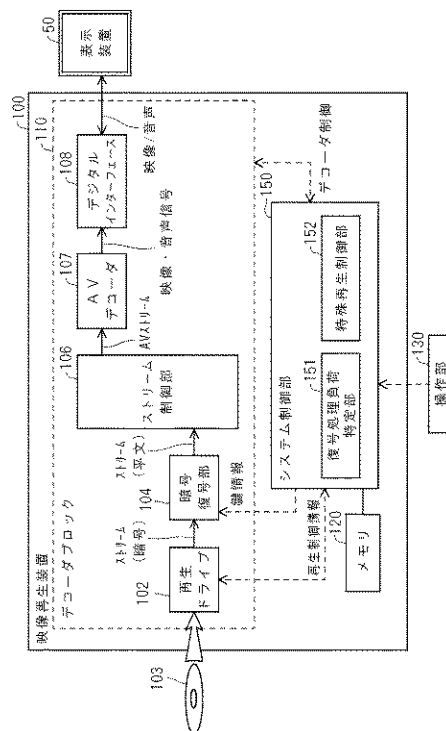 映像再生装置
100
デコーダブロック
110
103
102
再生
ドライブ
ストリーム
(暗号)
104
暗号
復号部
ストリーム
(平文)
106
ストリーム
制御部
AVストリーム
107
AV
デコーダ
映像・音声信号
108
デジタル
インターフェース
映像/音声
50
表示
装置
鍵情報
再生制御情報
デコーダ制御
120
メモリ
150
システム制御部
151
復号処理負荷
特定部
152
特殊再生制御部
130
操作部